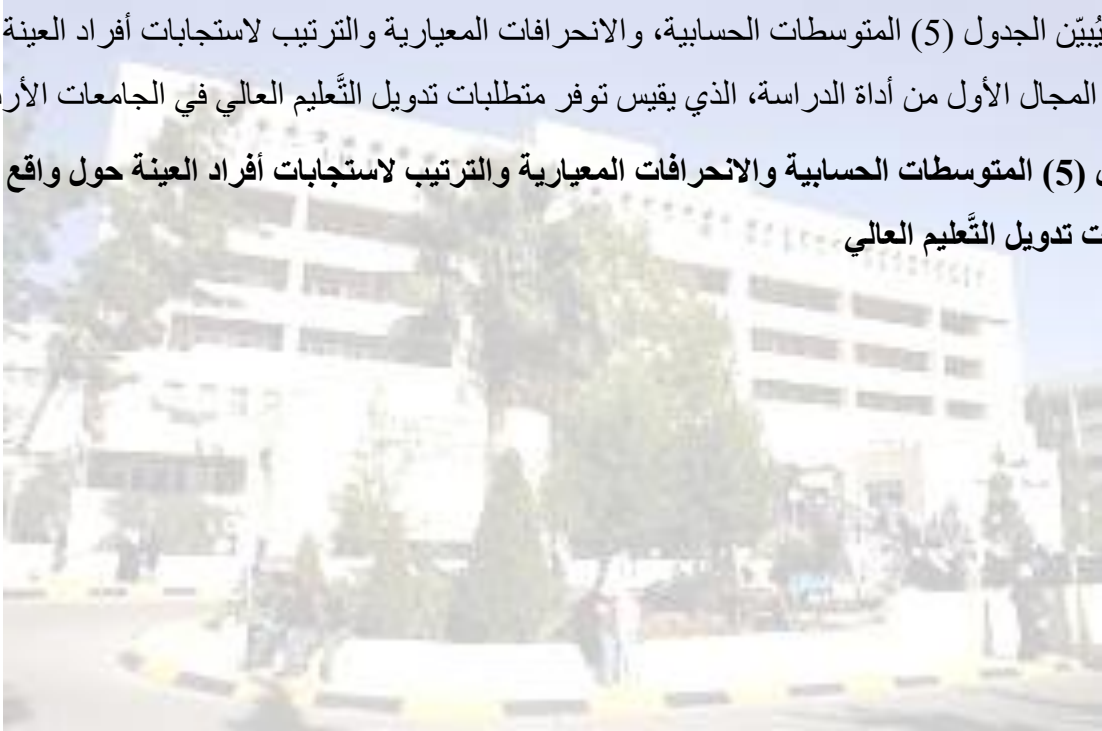 يُبيّن الجدول (5) المتوسطات الحسابية، والانحرافات المعيارية والترتيب لاستجابات أفراد العينة
المجال الأول من أداة الدراسة، الذي يقيس توفر متطلبات تدويل التَّعليم العالي في الجامعات
(5) المتوسطات الحسابية والانحرافات المعيارية والترتيب لاستجابات أفراد العينة حول واقع
تدويل التَّعليم العالي